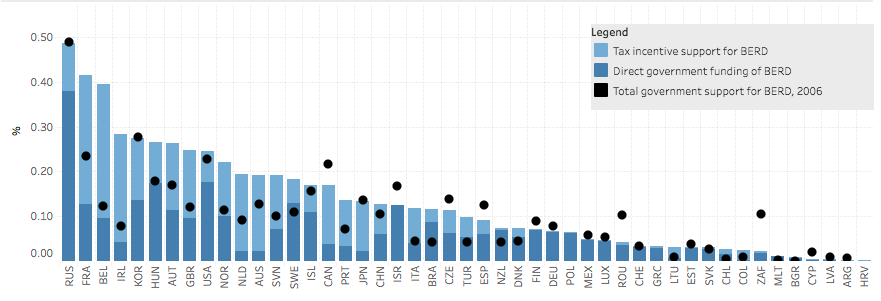 0.50
0.40
0.30
0.20
0.10
0.00
%
Legend
Tax incentive support for BERD
Direct government funding of BERD
Total government support for BERD, 2006
RUS
FRA
BEL
IRL
KOR
HUN
AUT
GBR
USA
NOR
NLD
AUS
SVN
SWE
ISL
CAN
PRT
JPN
CHN
ISR
ITA
BRA
CZE
TUR
ESP
NZL
DNK
FIN
DEU
POL
MEX
LUX
ROU
CHE
GRC
LTU
EST
SVK
CHL
COL
ZAF
MLT
BGR
CYP
LVA
ARG
HRV